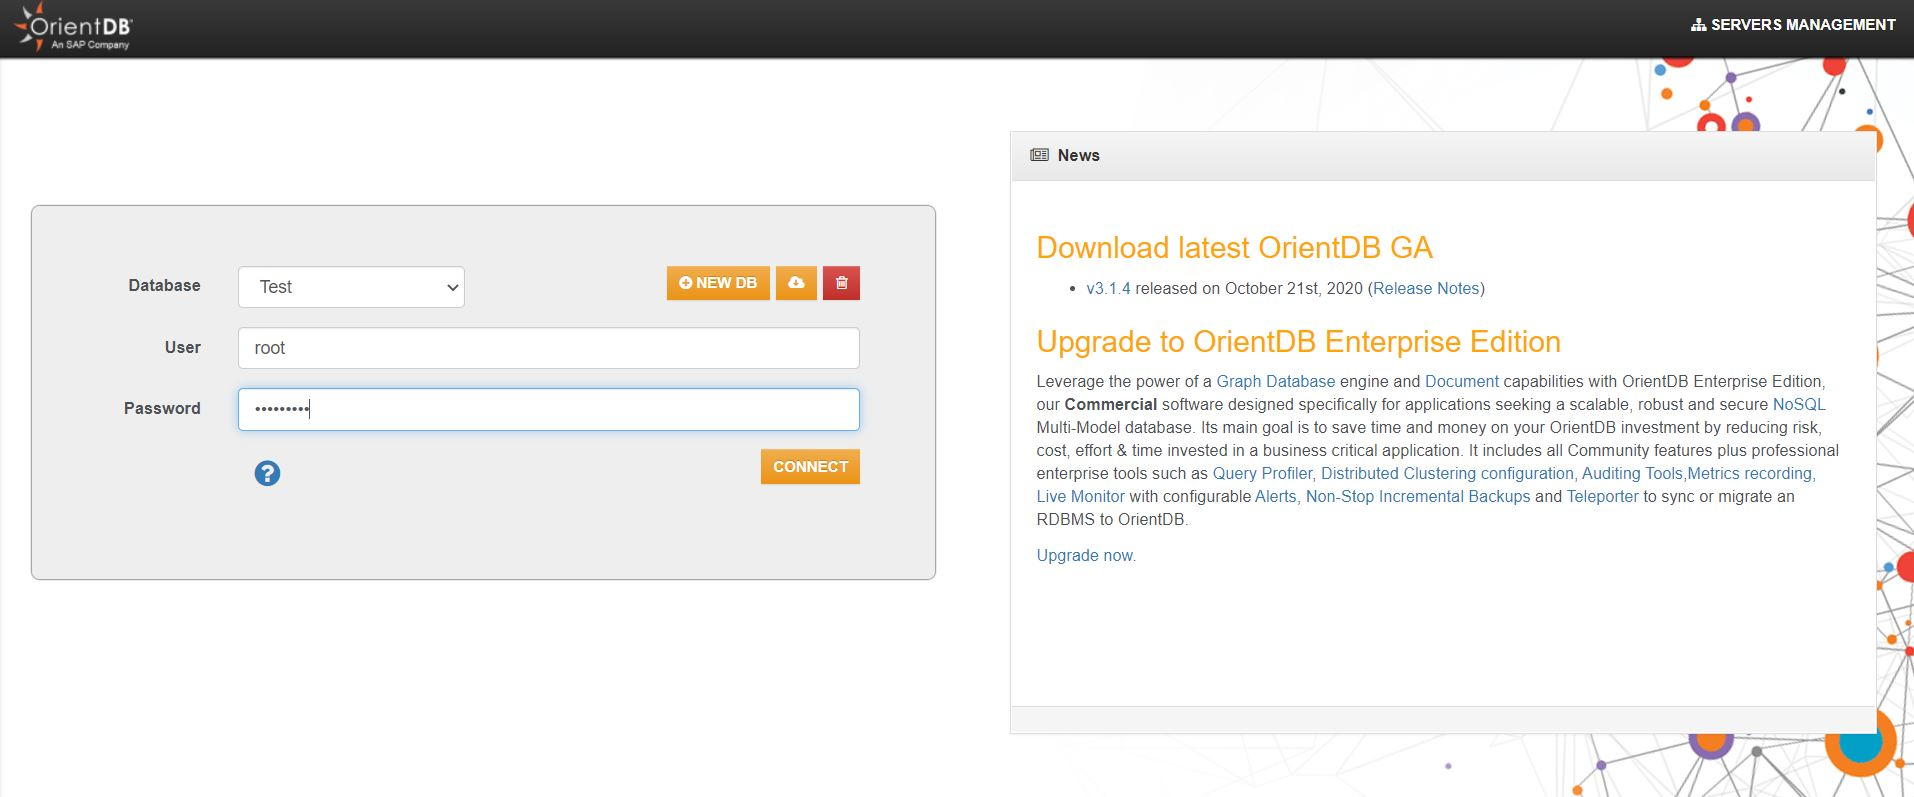 OrientDB
An SAP Company
SERVERS MANAGEMENT
Database
Test
NEW DB
User
root
Password
•••••••••
CONNECT
News
Download latest OrientDB GA
• v3.1.4 released on October 21st, 2020 (Release Notes)
Upgrade to OrientDB Enterprise Edition
Leverage the power of a Graph Database engine and Document capabilities with OrientDB Enterprise Edition,
our Commercial software designed specifically for applications seeking a scalable, robust and secure NoSQL
Multi-Model database. Its main goal is to save time and money on your OrientDB investment by reducing risk,
cost, effort & time invested in a business critical application. It includes all Community features plus professional
enterprise tools such as Query Profiler, Distributed Clustering configuration, Auditing Tools,Metrics recording,
Live Monitor with configurable Alerts, Non-Stop Incremental Backups and Teleporter to sync or migrate an
RDBMS to OrientDB.
Upgrade now.